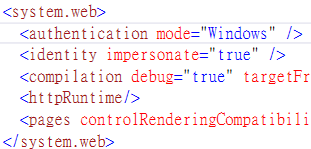 <system.web>
<authentication mode="Windows" />
<identity impersonate="true" />
<compilation debug="true" targetFr
<httpRuntime/>
<pages controlRenderingCompatibili
</system.web>